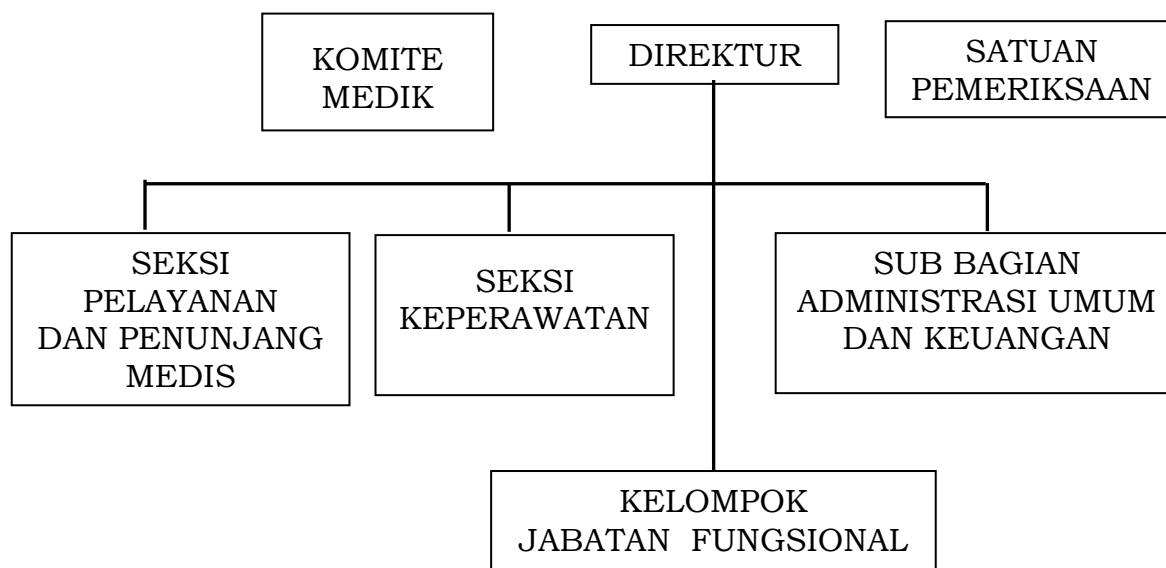 KOMITE
MEDIK
DIREKTUR
SATUAN
PEMERIKSAAN
SEKSI
PELAYANAN
DAN PENUNJANG
MEDIS
SEKSI
KEPERAWATAN
SUB BAGIAN
ADMINISTRASI UMUM
DAN KEUANGAN
KELOMPOK
JABATAN FUNGSIONAL